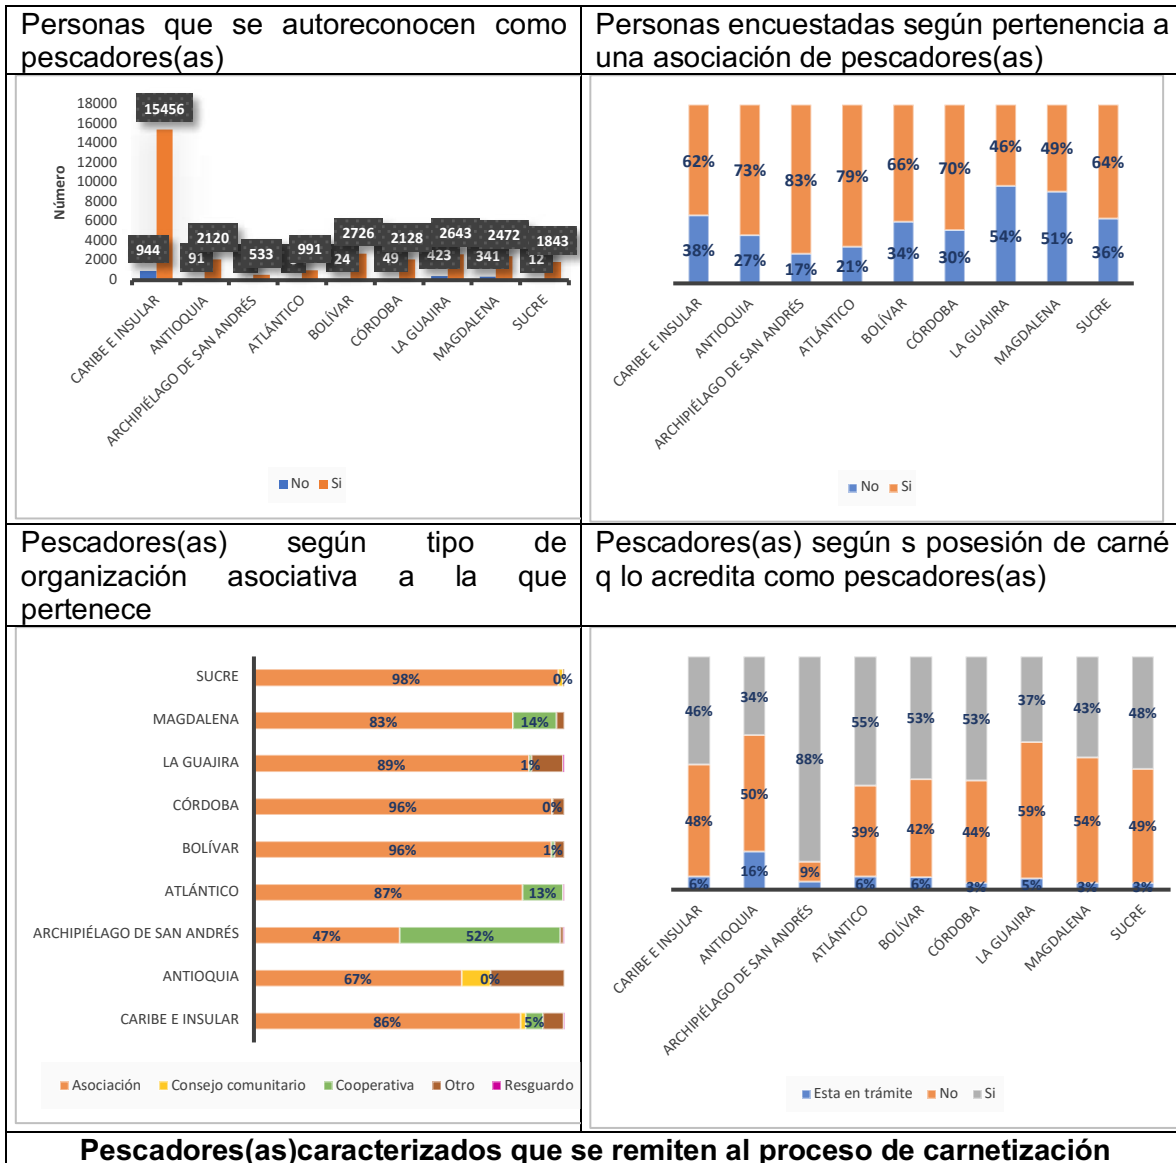 Personas que se autoreconocen como
pescadores(as)
Personas encuestadas según pertenencia a
una asociación de pescadores(as)
18000
16000
14000
12000
10000
8000
6000
4000
2000
0
Número
15456
944
91
2120
533
991
24
2726
49
2128
423
2643
341
2472
12
1843
CARIBE E INSULAR
ANTIOQUIA
ARCHIPIÉLAGO DE SAN ANDRÉS
ATLÁNTICO
BOLÍVAR
CÓRDOBA
LA GUAJIRA
MAGDALENA
SUCRE
No Si
62% 73% 83% 79% 66% 70% 46% 49% 64%
38% 27% 17% 21% 34% 30% 54% 51% 36%
CARIBE E INSULAR
ANTIOQUIA
ARCHIPIÉLAGO DE SAN ANDRÉS
ATLÁNTICO
BOLÍVAR
CÓRDOBA
LA GUAJIRA
MAGDALENA
SUCRE
No Si
Pescadores(as) según tipo de
organización asociativa a la que
pertenece
Pescadores(as) según s posesión de carné
q lo acredita como pescadores(as)
SUCRE 98% 0%
MAGDALENA 83% 14%
LA GUAJIRA 89% 1%
CÓRDOBA 96% 0%
BOLÍVAR 96% 1%
ATLÁNTICO 87% 13%
ARCHIPIÉLAGO DE SAN ANDRÉS 47% 52%
ANTIOQUIA 67% 0%
CARIBE E INSULAR 86% 5%
Asociación Consejo comunitario Cooperativa Otro Resguardo
46% 34% 88% 55% 53% 53% 37% 43% 48%
48% 50% 9% 39% 42% 44% 59% 54% 49%
6% 16% 6% 6% 3% 5% 3% 3%
CARIBE E INSULAR
ANTIOQUIA
ARCHIPIÉLAGO DE SAN ANDRÉS
ATLÁNTICO
BOLÍVAR
CÓRDOBA
LA GUAJIRA
MAGDALENA
SUCRE
Esta en trámite No Si
Pescadores(as)caracterizados que se remiten al proceso de carnetización